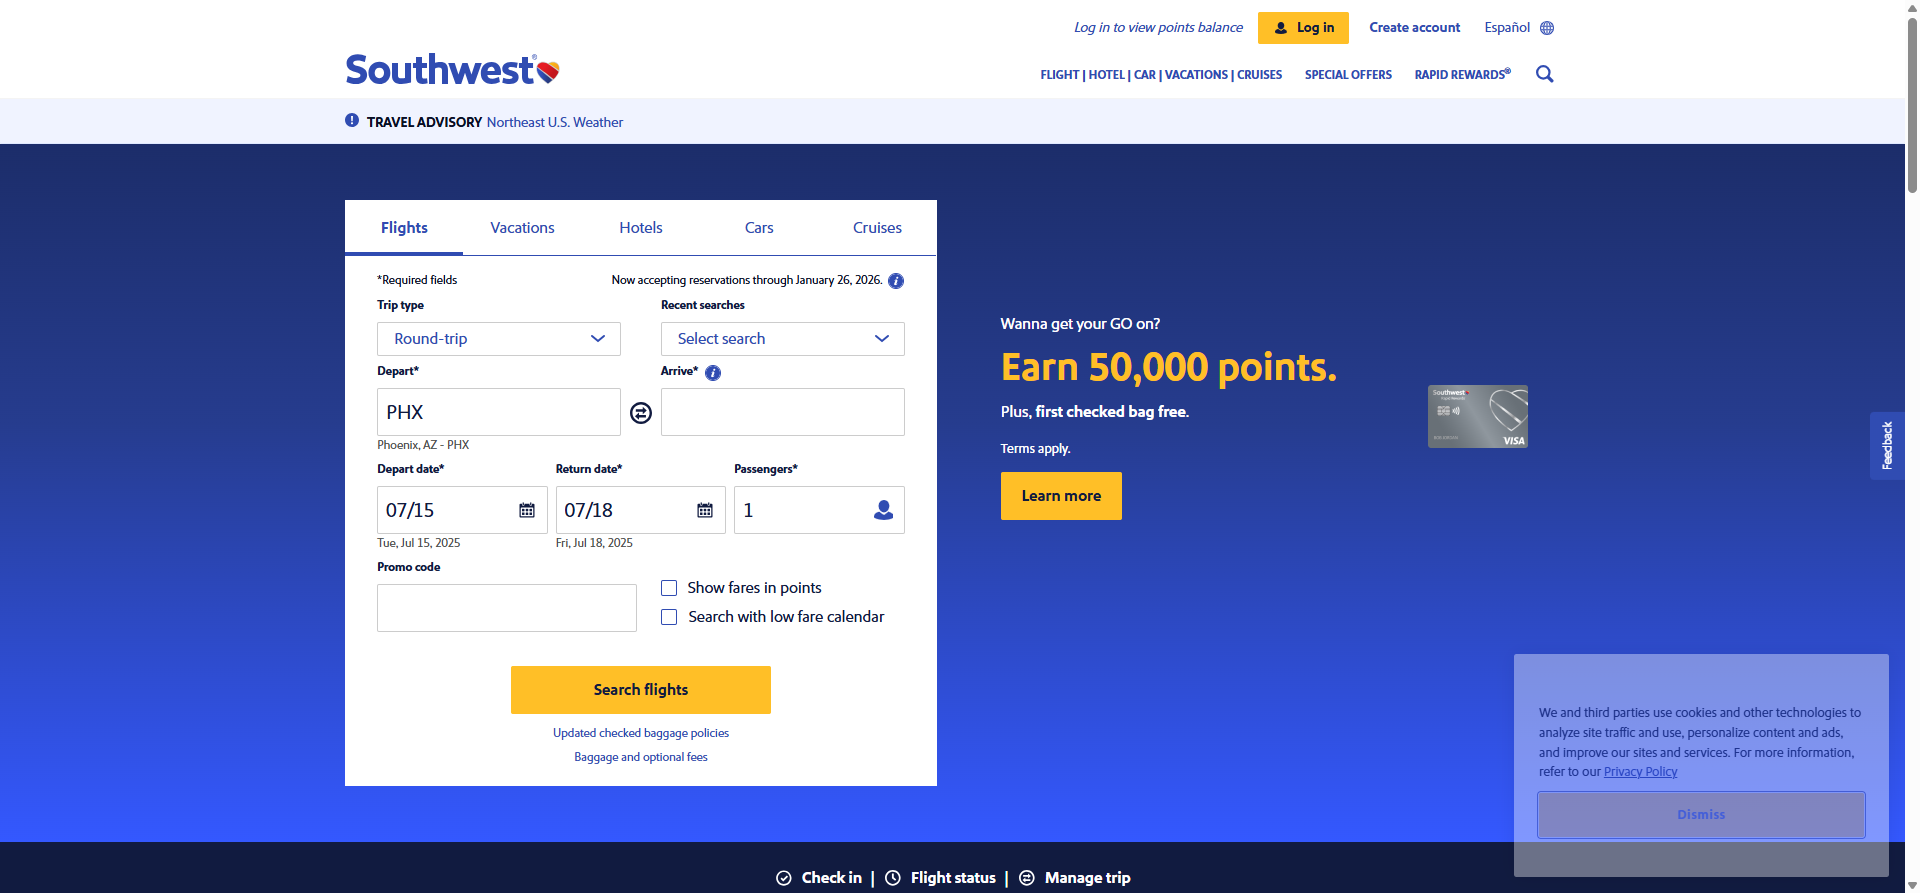 Log in to view points balance
Log in
Create account
Español
Southwest®
FLIGHT | HOTEL | CAR | VACATIONS | CRUISES
SPECIAL OFFERS
RAPID REWARDS®
TRAVEL ADVISORY Northeast U.S. Weather
Flights
Vacations
Hotels
Cars
Cruises
*Required fields
Now accepting reservations through January 26, 2026.
Trip type
Recent searches
Round-trip
Select search
Depart*
Arrive*
PHX
Phoenix, AZ - PHX
Depart date*
Return date*
Passengers*
07/15
07/18
1
Tue, Jul 15, 2025
Fri, Jul 18, 2025
Promo code
Show fares in points
Search with low fare calendar
Search flights
Updated checked baggage policies
Baggage and optional fees
Wanna get your GO on?
Earn 50,000 points.
Plus, first checked bag free.
Terms apply.
Learn more
Southwest
VISA
Feedback
We and third parties use cookies and other technologies to
analyze site traffic and use, personalize content and ads,
and improve our sites and services. For more information,
refer to our Privacy Policy
Dismiss
Check in | Flight status | Manage trip